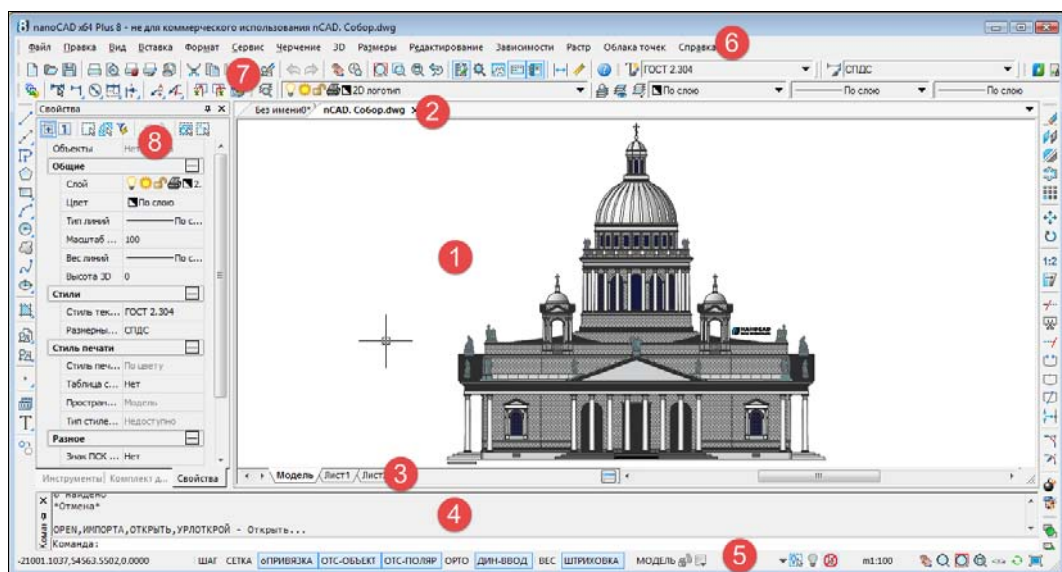 nanoCAD x64 Plus 8 - не для коммерческого использования nCAD. Собор.dwg
Файл Правка Вид Вставка Формат Сервис Черчение 3D Размеры Редактирование Зависимости Растр Облака точек Справка 6
7 ГОСТ 2.304 СПДС
2D логотип По слою По слою По слою
Свойства
Без имени0* nCAD. Собор.dwg 2
1
8
Объекты
Общие
Слой 2.
Цвет По слою
Тип линий По с...
Масштаб ... 100
Вес линий По с...
Высота 3D 0
Стили
Стиль тек... ГОСТ 2.304
Размерны... СПДС
Стиль печати
Стиль печ... По цвету
Таблица с... Нет
Простран... Модель
Тип стиле... Недоступно
Разное
Знак ПСК ... Нет
1
NANOCAD
1:2
Инструменты Комплект д... Свойства
Модель Лист1 Лист 3
*Отмена*
4
OPEN,ИМПОРТА,ОТКРЫТЬ,УРЛОТКРОЙ - Открыть...
Команда:
-21001.1037,54563.5502,0.0000 ШАГ СЕТКА оПРИВЯЗКА ОТС-ОБЪЕКТ ОТС-ПОЛЯР ОРТО ДИН-ВВОД ВЕС ШТРИХОВКА МОДЕЛЬ 5 m1:100